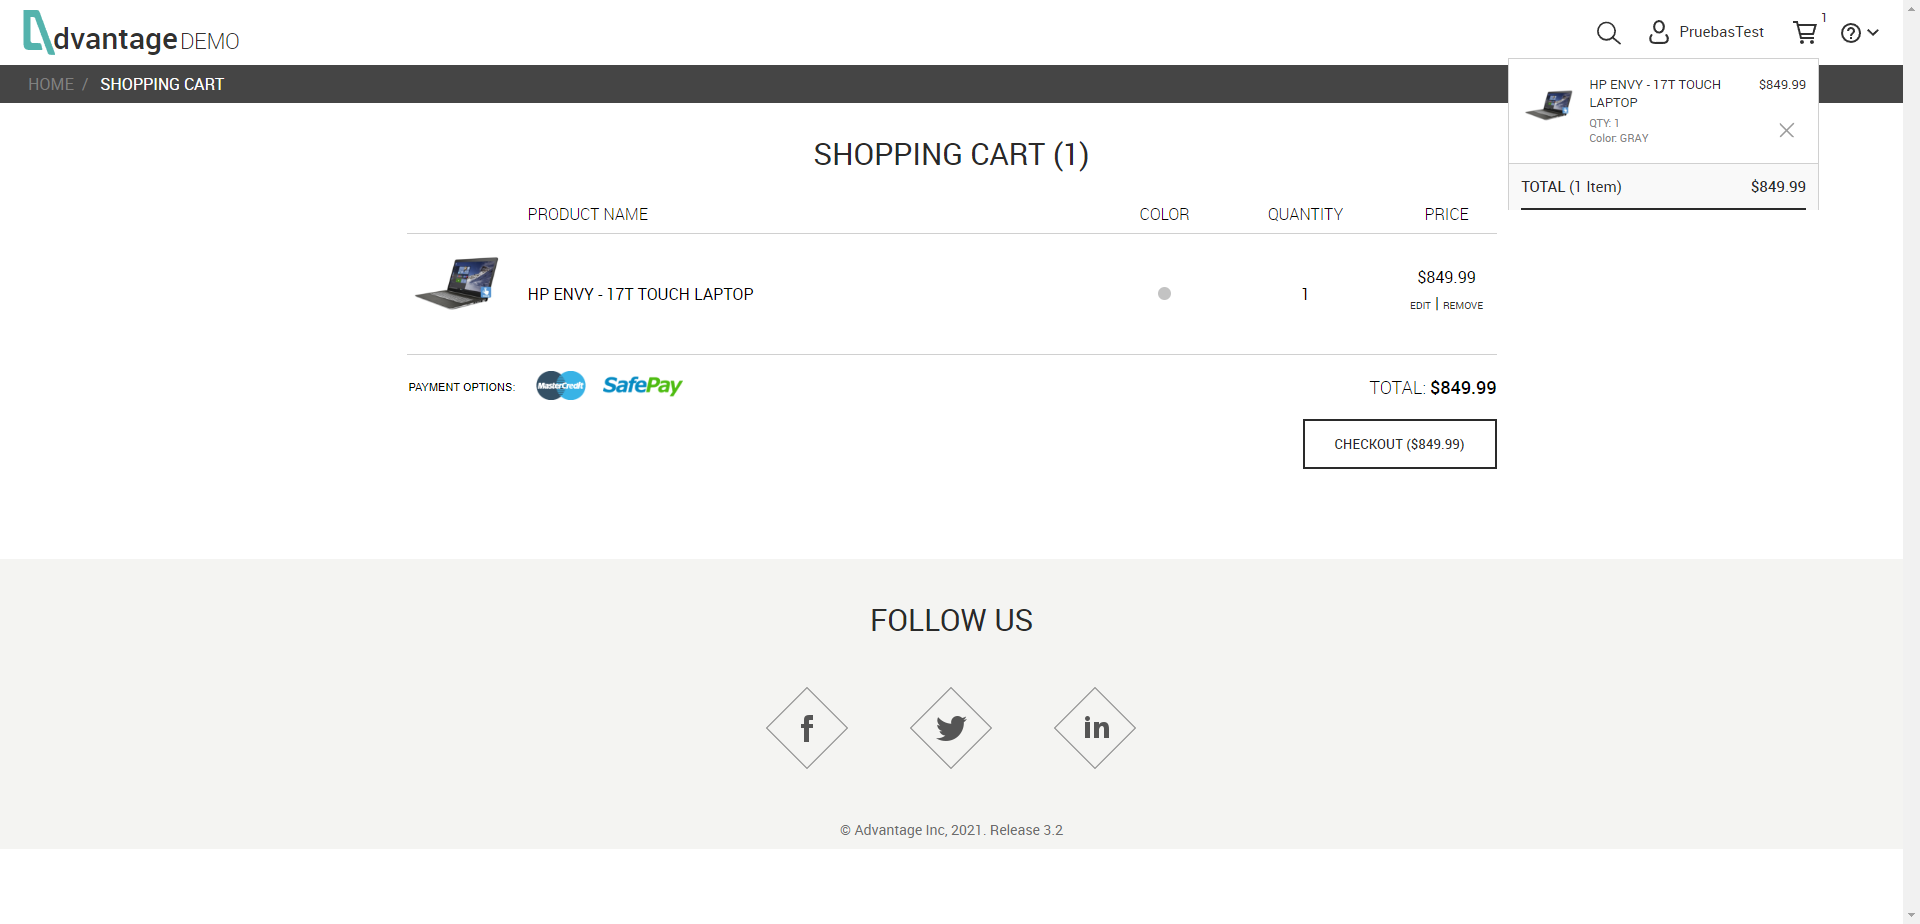 dvantage DEMO
PruebasTest
1
HOME / SHOPPING CART
HP ENVY - 17T TOUCH LAPTOP
$849.99
QTY: 1
Color: GRAY
TOTAL (1 Item)
$849.99
SHOPPING CART (1)
PRODUCT NAME
COLOR
QUANTITY
PRICE
HP ENVY - 17T TOUCH LAPTOP
1
$849.99
EDIT | REMOVE
PAYMENT OPTIONS:
MasterCredit
SafePay
TOTAL: $849.99
CHECKOUT ($849.99)
FOLLOW US
f
in
© Advantage Inc, 2021. Release 3.2